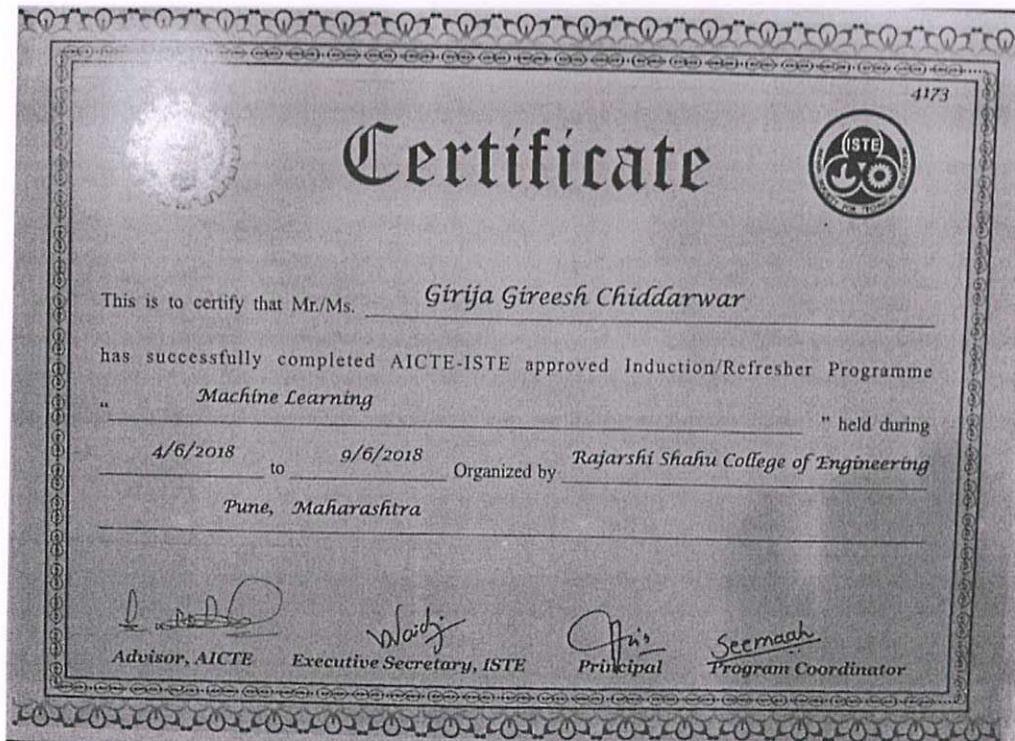 4173
Certificate
ISTE
This is to certify that Mr./Ms. Girija Gireesh Chiddarwar
has successfully completed AICTE-ISTE approved Induction/Refresher Programme
" Machine Learning " held during
4/6/2018 to 9/6/2018 Organized by Rajarshi Shahu College of Engineering
Pune, Maharashtra
Seemaah
Advisor, AICTE Executive Secretary, ISTE Principal Program Coordinator